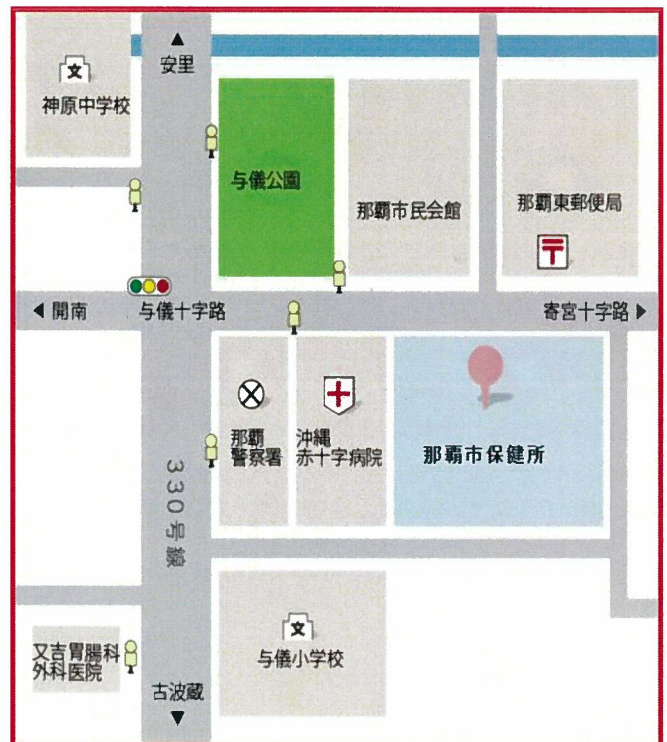 ▲
安里
文
神原中学校
与儀公園
那覇市民会館
那覇東郵便局
〒
◀ 開南
与儀十字路
寄宮十字路 ▶
那覇
警察署
沖縄
赤十字病院
那覇市保健所
330号線
文
与儀小学校
又吉胃腸科
外科医院
古波蔵
▼